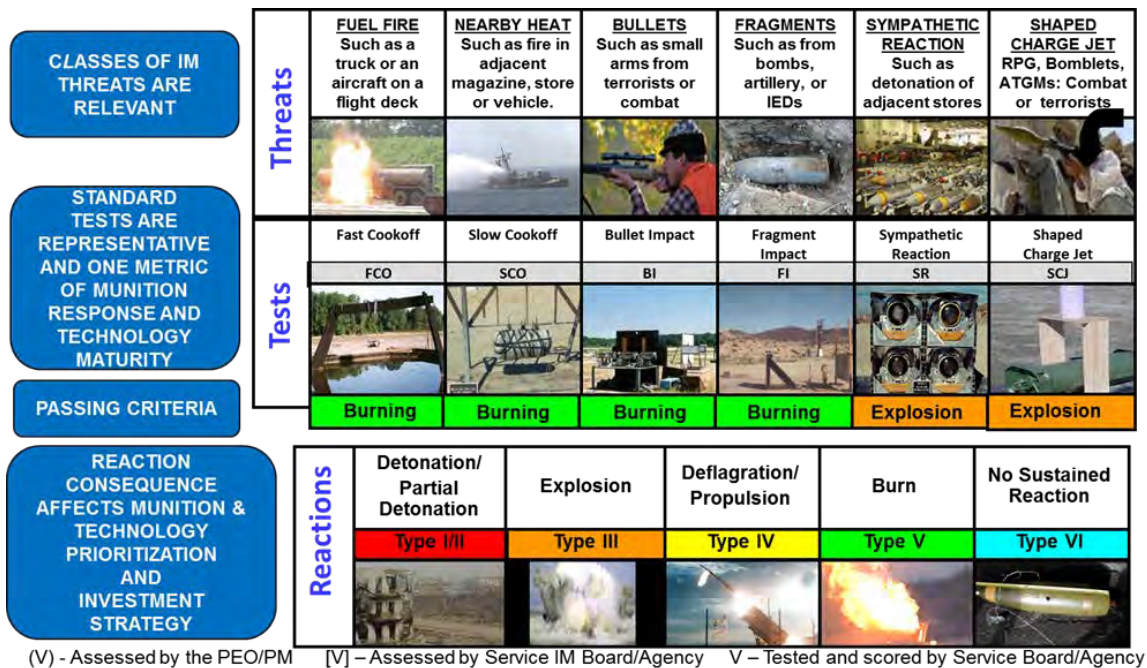 CLASSES OF IM
THREATS ARE
RELEVANT
STANDARD
TESTS ARE
REPRESENTATIVE
AND ONE METRIC
OF MUNITION
RESPONSE AND
TECHNOLOGY
MATURITY
PASSING CRITERIA
REACTION
CONSEQUENCE
AFFECTS MUNITION &
TECHNOLOGY
PRIORITIZATION
AND
INVESTMENT
STRATEGY
Threats
FUEL FIRE
Such as a
truck or an
aircraft on a
flight deck
NEARBY HEAT
Such as fire in
adjacent
magazine, store
or vehicle.
BULLETS
Such as small
arms from
terrorists or
combat
FRAGMENTS
Such as from
bombs,
artillery, or
IEDs
SYMPATHETIC
REACTION
Such as
detonation of
adjacent stores
SHAPED
CHARGE JET
RPG, Bomblets,
ATGMs: Combat
or terrorists
Tests
Fast Cookoff
Slow Cookoff
Bullet Impact
Fragment
Impact
Sympathetic
Reaction
Shaped
Charge Jet
FCO
SCO
BI
FI
SR
SCJ
Burning
Burning
Burning
Burning
Explosion
Explosion
Reactions
Detonation/
Partial
Detonation
Explosion
Deflagration/
Propulsion
Burn
No Sustained
Reaction
Type I/II
Type III
Type IV
Type V
Type VI
(V) - Assessed by the PEO/PM [V] – Assessed by Service IM Board/Agency V – Tested and scored by Service Board/Agency